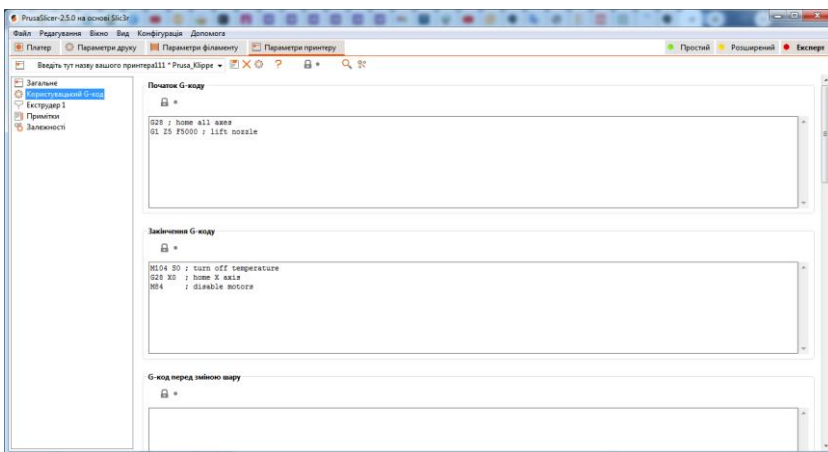 PrusaSlicer-2.5.0 на основі Slic3r
Файл Редагування Вікно Вид Конфігурація Допомога
Платер Параметри друку Параметри філаменту Параметри принтеру Простий Розширений Експерт
Введіть тут назву вашого принтера111 * Prusa_Klippe
Загальне
Користувацький G-код
Екструдер 1
Примітки
Залежності
Початок G-коду
G28 ; home all axes
G1 Z5 F5000 ; lift nozzle
Закінчення G-коду
M104 S0 ; turn off temperature
G28 X0 ; home X axis
M84 ; disable motors
G-код перед зміною шару